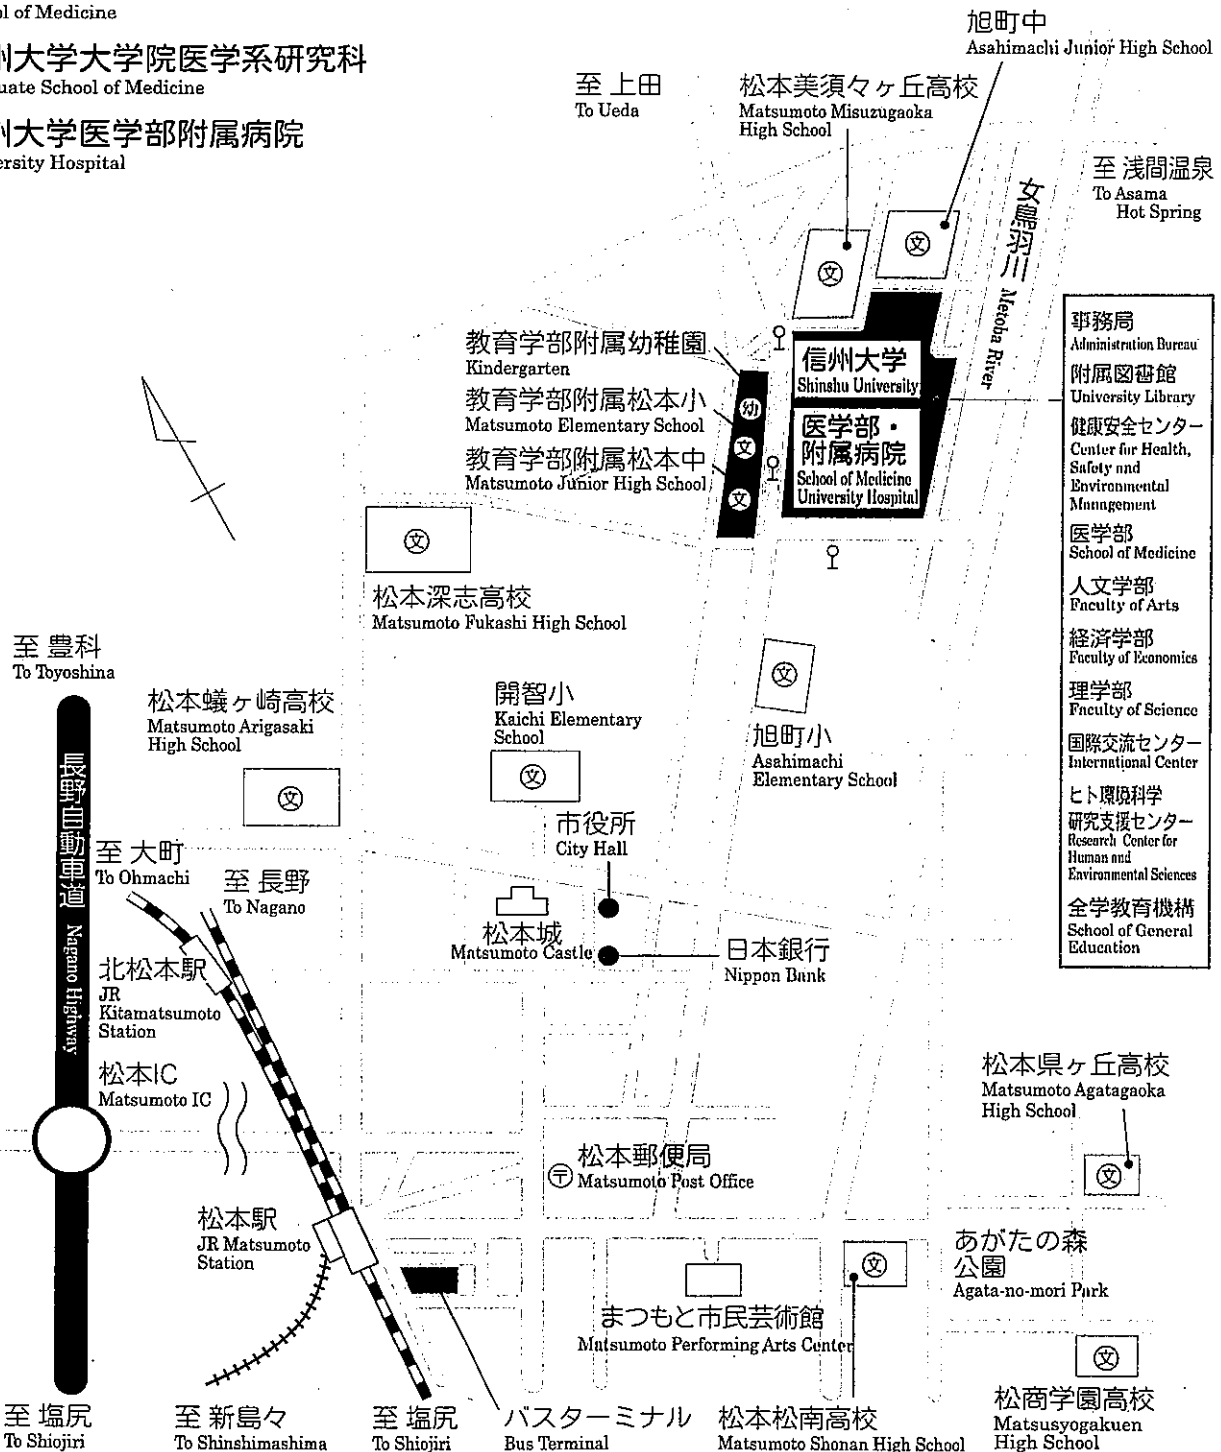 ol of Medicine
州大学大学院医学系研究科
uate School of Medicine
州大学医学部附属病院
ersity Hospital
旭町中
Asahimachi Junior High School
至 上田
To Ueda
松本美須々ヶ丘高校
Matsumoto Misuzugaoka
High School
至 浅間温泉
To Asama
Hot Spring
女鳥羽川 Metoba River
文
文
教育学部附属幼稚園
Kindergarten
教育学部附属松本小
Matsumoto Elementary School
教育学部附属松本中
Matsumoto Junior High School
幼
文
文
信州大学
Shinshu University
医学部・
附属病院
School of Medicine
University Hospital
事務局
Administration Bureau
附属図書館
University Library
健康安全センター
Center for Health,
Safety and
Environmental
Management
医学部
School of Medicine
人文学部
Faculty of Arts
経済学部
Faculty of Economics
理学部
Faculty of Science
国際交流センター
International Center
ヒト環境科学
研究支援センター
Research Center for
Human and
Environmental Sciences
全学教育機構
School of General
Education
文
松本深志高校
Matsumoto Fukashi High School
至 豊科
To Toyoshina
長野自動車道 Nagano Highway
松本蟻ヶ崎高校
Matsumoto Arigasaki
High School
文
開智小
Kaichi Elementary
School
文
文
旭町小
Asahimachi
Elementary School
市役所
City Hall
至 大町
To Ohmachi
至 長野
To Nagano
松本城
Matsumoto Castle
日本銀行
Nippon Bank
北松本駅
JR
Kitamatsumoto
Station
松本IC
Matsumoto IC
松本県ヶ丘高校
Matsumoto Agatagaoka
High School
文
〒
松本郵便局
Matsumoto Post Office
松本駅
JR Matsumoto
Station
文
あがたの森
公園
Agata-no-mori Park
まつもと市民芸術館
Matsumoto Performing Arts Center
文
松商学園高校
Matsusyogakuen
High School
至 塩尻
To Shiojiri
至 新島々
To Shinshimashima
至 塩尻
To Shiojiri
バスターミナル
Bus Terminal
松本松南高校
Matsumoto Shonan High School